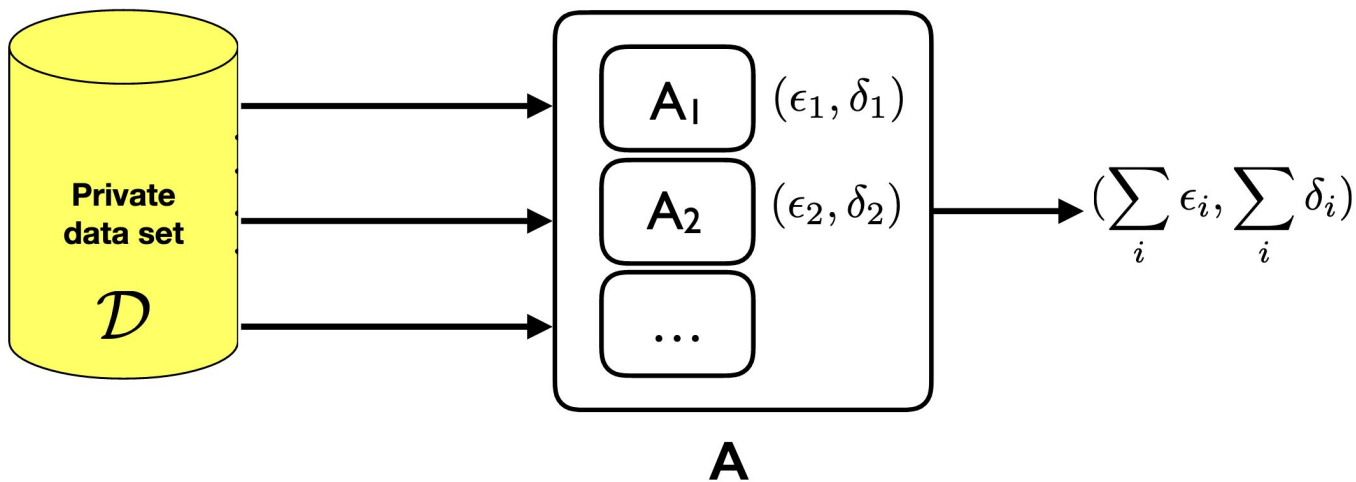 Private
data set
𝒟
A₁
(ϵ₁, δ₁)
A₂
(ϵ₂, δ₂)
...
A
(∑ᵢ ϵᵢ, ∑ᵢ δᵢ)